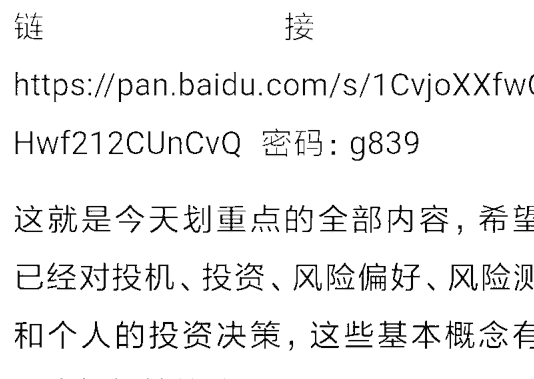 链 接
https://pan.baidu.com/s/1CvjoXXfw
Hwf212CUnCvQ 密码: g839
这就是今天划重点的全部内容, 希望
已经对投机、投资、风险偏好、风险测
和个人的投资决策, 这些基本概念有